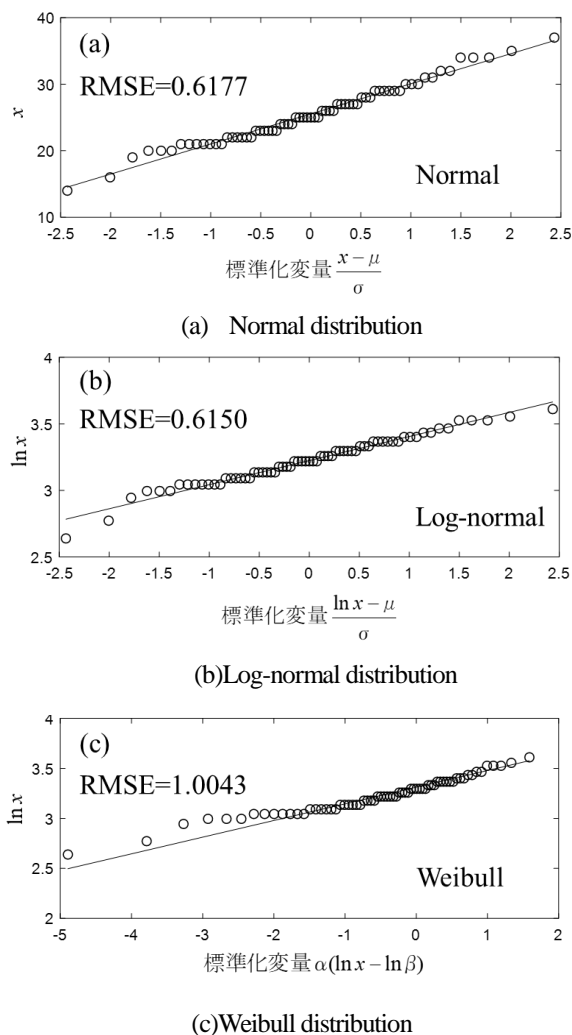 (a)
RMSE=0.6177
40
30
20
10
x
Normal
-2.5 -2 -1.5 -1 -0.5 0 0.5 1 1.5 2 2.5
標準化変量 x − μ / σ
(a) Normal distribution
(b)
RMSE=0.6150
4
3.5
3
2.5
ln x
Log-normal
-2.5 -2 -1.5 -1 -0.5 0 0.5 1 1.5 2 2.5
標準化変量 ln x − μ / σ
(b)Log-normal distribution
(c)
RMSE=1.0043
4
3.5
3
2.5
2
ln x
Weibull
-5 -4 -3 -2 -1 0 1 2
標準化変量 α(ln x − ln β)
(c)Weibull distribution